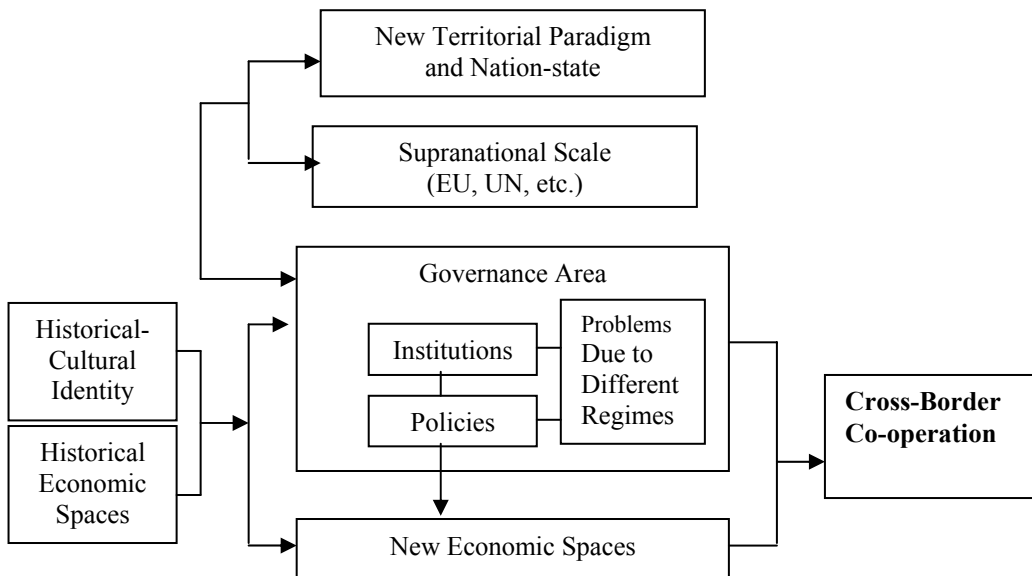 New Territorial Paradigm
and Nation-state
Supranational Scale
(EU, UN, etc.)
Governance Area
Historical-
Cultural
Identity
Institutions
Problems
Due to
Different
Regimes
Policies
Historical
Economic
Spaces
New Economic Spaces
Cross-Border
Co-operation